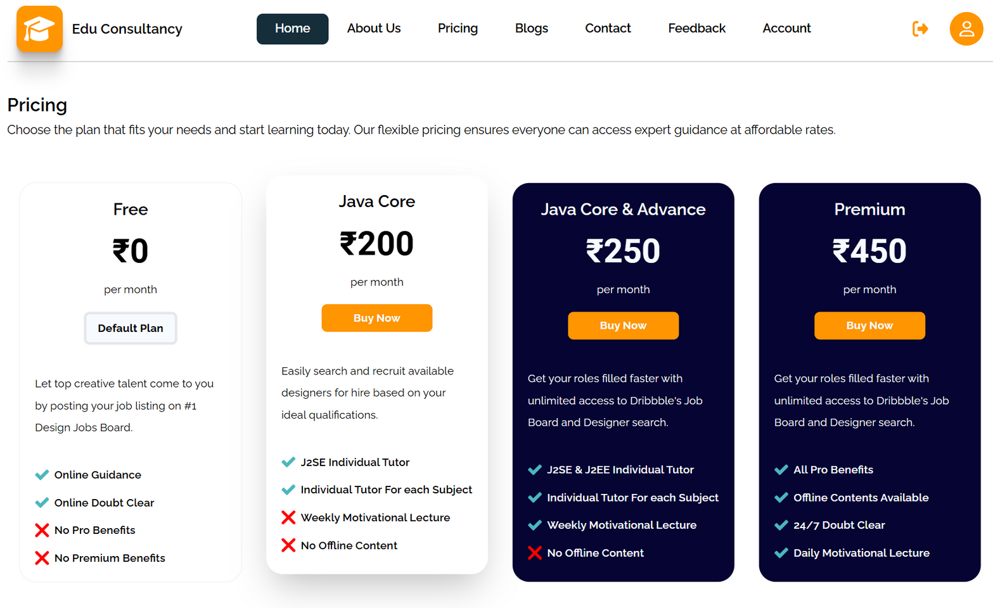 Edu Consultancy
Home
About Us
Pricing
Blogs
Contact
Feedback
Account
Pricing
Choose the plan that fits your needs and start learning today. Our flexible pricing ensures everyone can access expert guidance at affordable rates.
Free
₹0
per month
Default Plan
Let top creative talent come to you
by posting your job listing on #1
Design Jobs Board.
Online Guidance
Online Doubt Clear
No Pro Benefits
No Premium Benefits
Java Core
₹200
per month
Buy Now
Easily search and recruit available
designers for hire based on your
ideal qualifications.
J2SE Individual Tutor
Individual Tutor For each Subject
Weekly Motivational Lecture
No Offline Content
Java Core & Advance
₹250
per month
Buy Now
Get your roles filled faster with
unlimited access to Dribbble's Job
Board and Designer search.
J2SE & J2EE Individual Tutor
Individual Tutor For each Subject
Weekly Motivational Lecture
No Offline Content
Premium
₹450
per month
Buy Now
Get your roles filled faster with
unlimited access to Dribbble's Job
Board and Designer search.
All Pro Benefits
Offline Contents Available
24/7 Doubt Clear
Daily Motivational Lecture